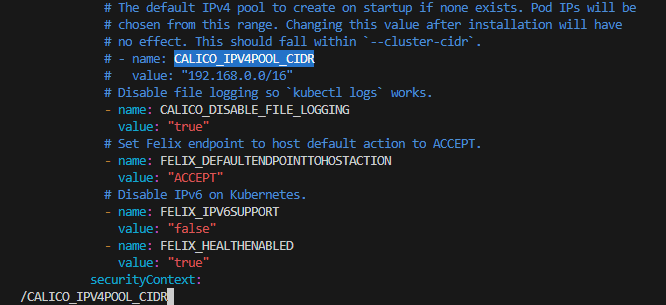 # The default IPv4 pool to create on startup if none exists. Pod IPs will be
# chosen from this range. Changing this value after installation will have
# no effect. This should fall within `--cluster-cidr`.
# - name: CALICO_IPV4POOL_CIDR
#   value: "192.168.0.0/16"
# Disable file logging so `kubectl logs` works.
- name: CALICO_DISABLE_FILE_LOGGING
  value: "true"
# Set Felix endpoint to host default action to ACCEPT.
- name: FELIX_DEFAULTENDPOINTTOHOSTACTION
  value: "ACCEPT"
# Disable IPv6 on Kubernetes.
- name: FELIX_IPV6SUPPORT
  value: "false"
- name: FELIX_HEALTHENABLED
  value: "true"
securityContext:
/CALICO_IPV4POOL_CIDR